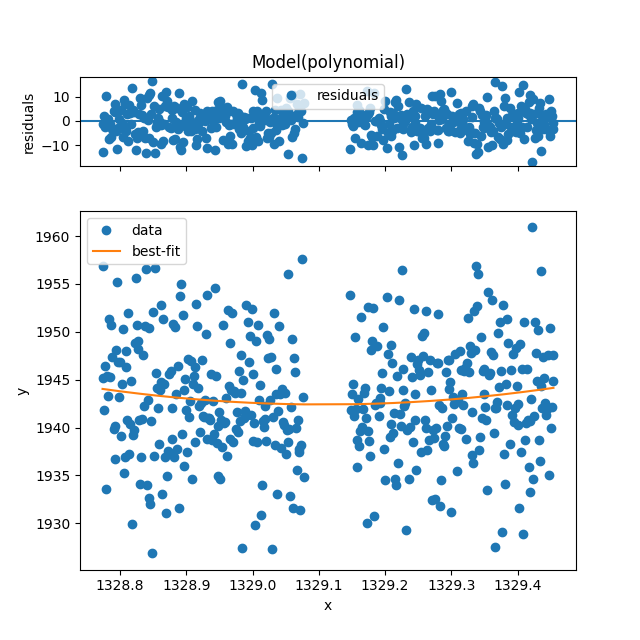 Model(polynomial)
residuals
10
0
−10
residuals
data
best-fit
1960
1955
1950
1945
1940
1935
1930
y
1328.8 1328.9 1329.0 1329.1 1329.2 1329.3 1329.4
x